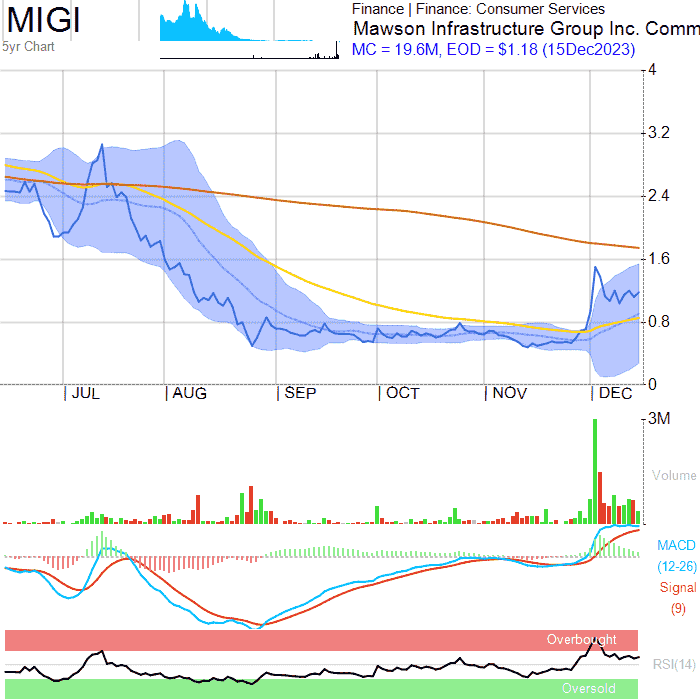 MIGI
5yr Chart
Finance | Finance: Consumer Services
Mawson Infrastructure Group Inc. Comm
MC = 19.6M, EOD = $1.18 (15Dec2023)
4
3.2
2.4
1.6
0.8
0
JUL AUG SEP OCT NOV DEC
3M
Volume
MACD
(12-26)
Signal
(9)
Overbought
RSI(14)
Oversold